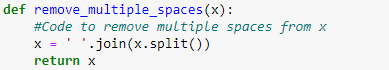 def remove_multiple_spaces(x):
    #Code to remove multiple spaces from x
    x = ' '.join(x.split())
    return x